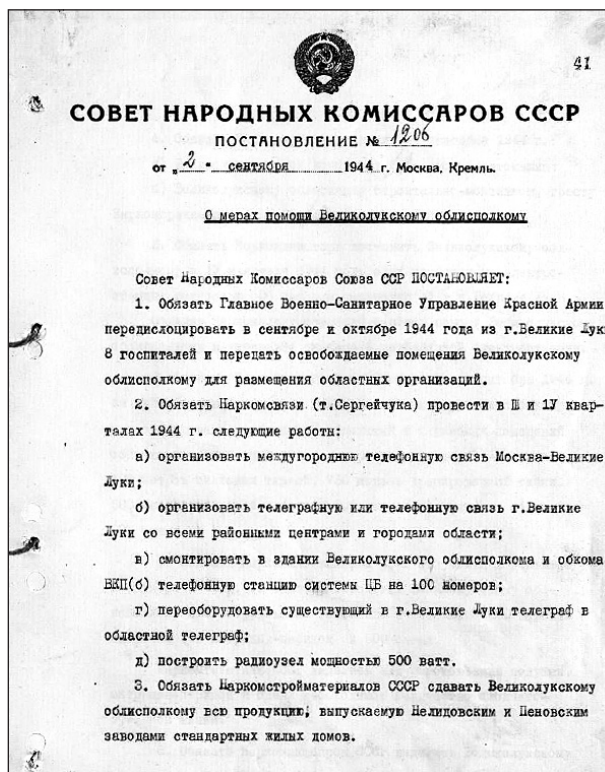 41
СОВЕТ НАРОДНЫХ КОМИССАРОВ СССР
ПОСТАНОВЛЕНИЕ № 1206
от „2" сентября 1944 г. Москва, Кремль.
О мерах помощи Великолукскому облисполкому
Совет Народных Комиссаров Союза ССР ПОСТАНОВЛЯЕТ:
1. Обязать Главное Военно-Санитарное Управление Красной Армии
передислоцировать в сентябре и октябре 1944 года из г.Великие Луки
8 госпиталей и передать освобождаемые помещения Великолукскому
облисполкому для размещения областных организаций.
2. Обязать Наркомсвязи (т.Сергейчука) провести в Ш и 1У квар-
талах 1944 г. следующие работы:
а) организовать междугороднюю телефонную связь Москва-Великие
Луки;
б) организовать телеграфную или телефонную связь г.Великие
Луки со всеми районными центрами и городами области;
в) смонтировать в здании Великолукского облисполкома и обкома
ВКП(б) телефонную станцию системы ЦБ на 100 номеров;
г) переоборудовать существующий в г.Великие Луки телеграф в
областной телеграф;
д) построить радиоузел мощностью 500 ватт.
3. Обязать Наркомстройматериалов СССР сдавать Великолукскому
облисполкому всю продукцию, выпускаемую Нелидовским и Пеновским
заводами стандартных жилых домов.